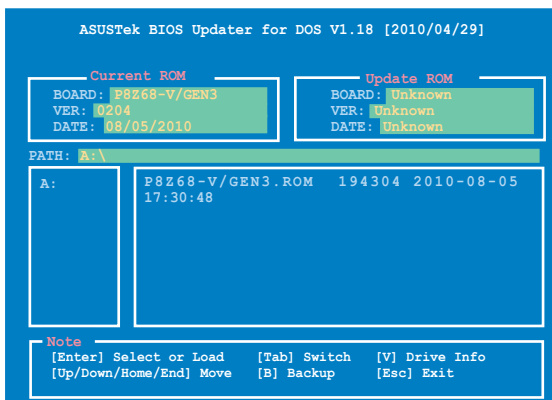 ASUSTek BIOS Updater for DOS V1.18 [2010/04/29]
Current ROM
BOARD: P8Z68-V/GEN3
VER: 0204
DATE: 08/05/2010
Update ROM
BOARD: Unknown
VER: Unknown
DATE: Unknown
PATH: A:\
A:
P8Z68-V/GEN3.ROM 194304 2010-08-05
17:30:48
Note
[Enter] Select or Load [Tab] Switch [V] Drive Info
[Up/Down/Home/End] Move [B] Backup [Esc] Exit